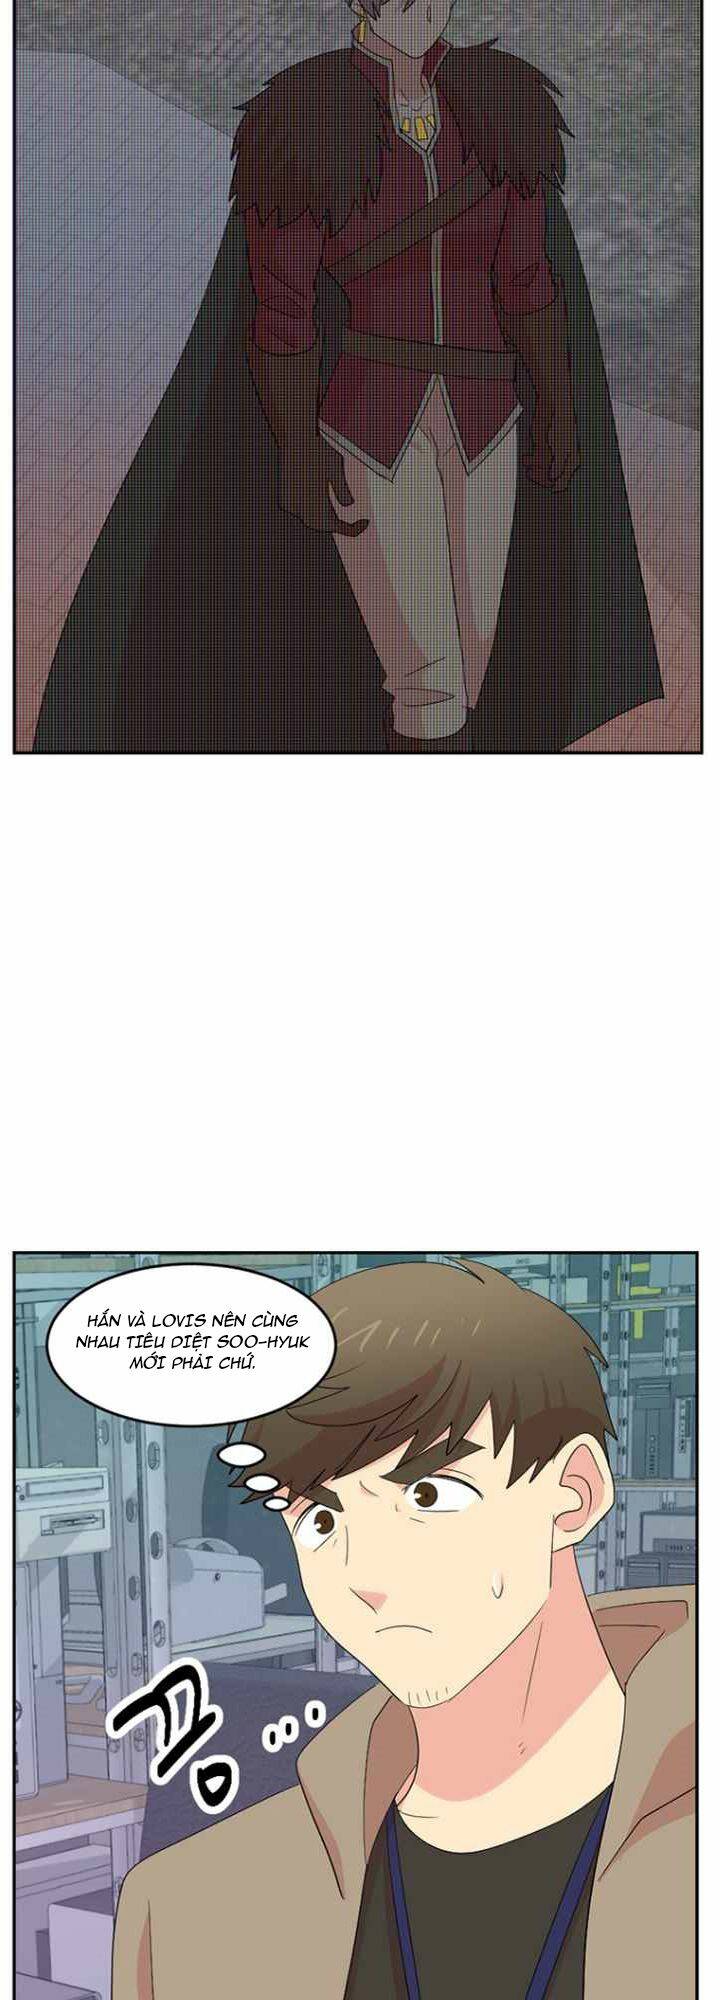 HẮN VÀ LOVIS NÊN CÙNG
NHAU TIÊU DIỆT SOO-HYUK
MỚI PHẢI CHỨ.
끙...